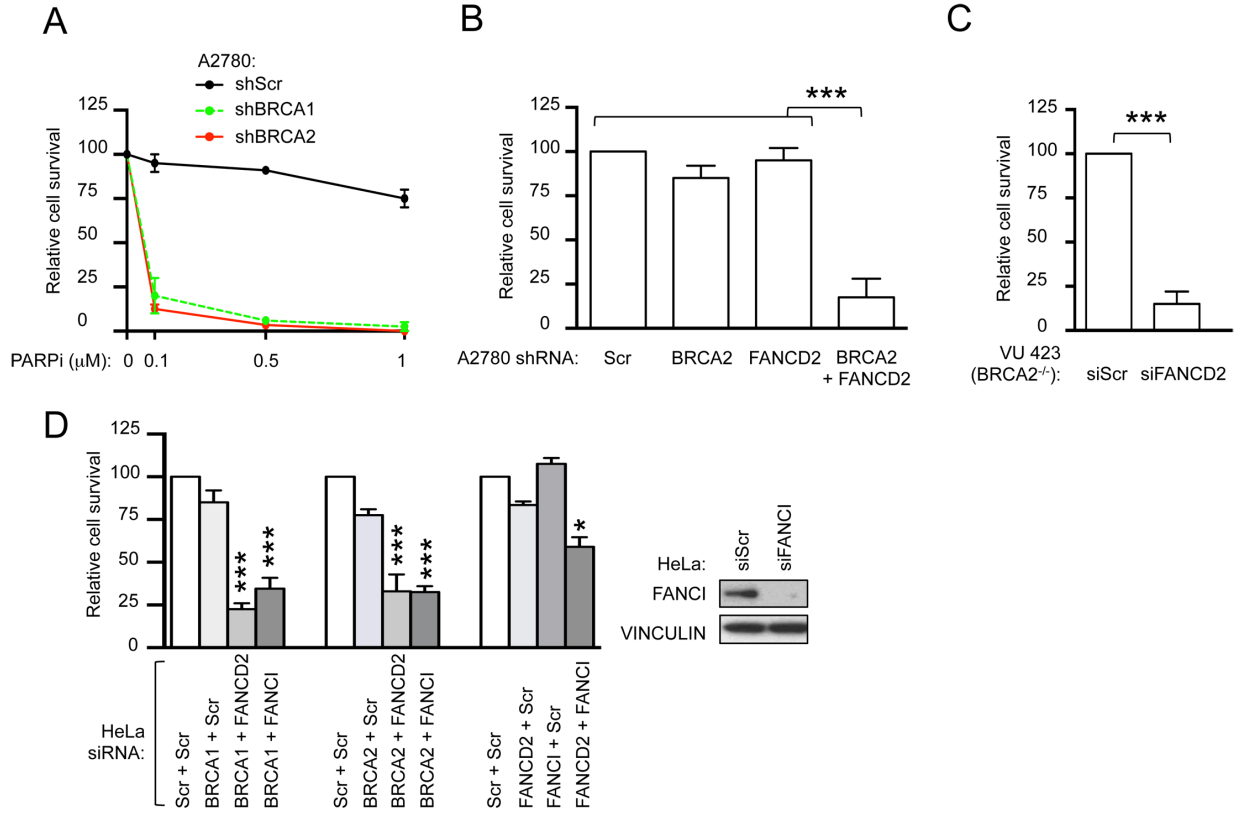 A
A2780:
shScr
shBRCA1
shBRCA2
Relative cell survival
125
100
75
50
25
0
PARPi (μM): 0 0.1 0.5 1
B
***
Relative cell survival
125
100
75
50
25
0
A2780 shRNA: Scr BRCA2 FANCD2 BRCA2
+ FANCD2
C
***
Relative cell survival
125
100
75
50
25
0
VU 423
(BRCA2-/-): siScr siFANCD2
D
Relative cell survival
125
100
75
50
25
0
***
***
***
***
*
HeLa
siRNA:
Scr + Scr
BRCA1 + Scr
BRCA1 + FANCD2
BRCA1 + FANCI
Scr + Scr
BRCA2 + Scr
BRCA2 + FANCD2
BRCA2 + FANCI
Scr + Scr
FANCD2 + Scr
FANCI + Scr
FANCD2 + FANCI
HeLa:
siScr
siFANCI
FANCI
VINCULIN